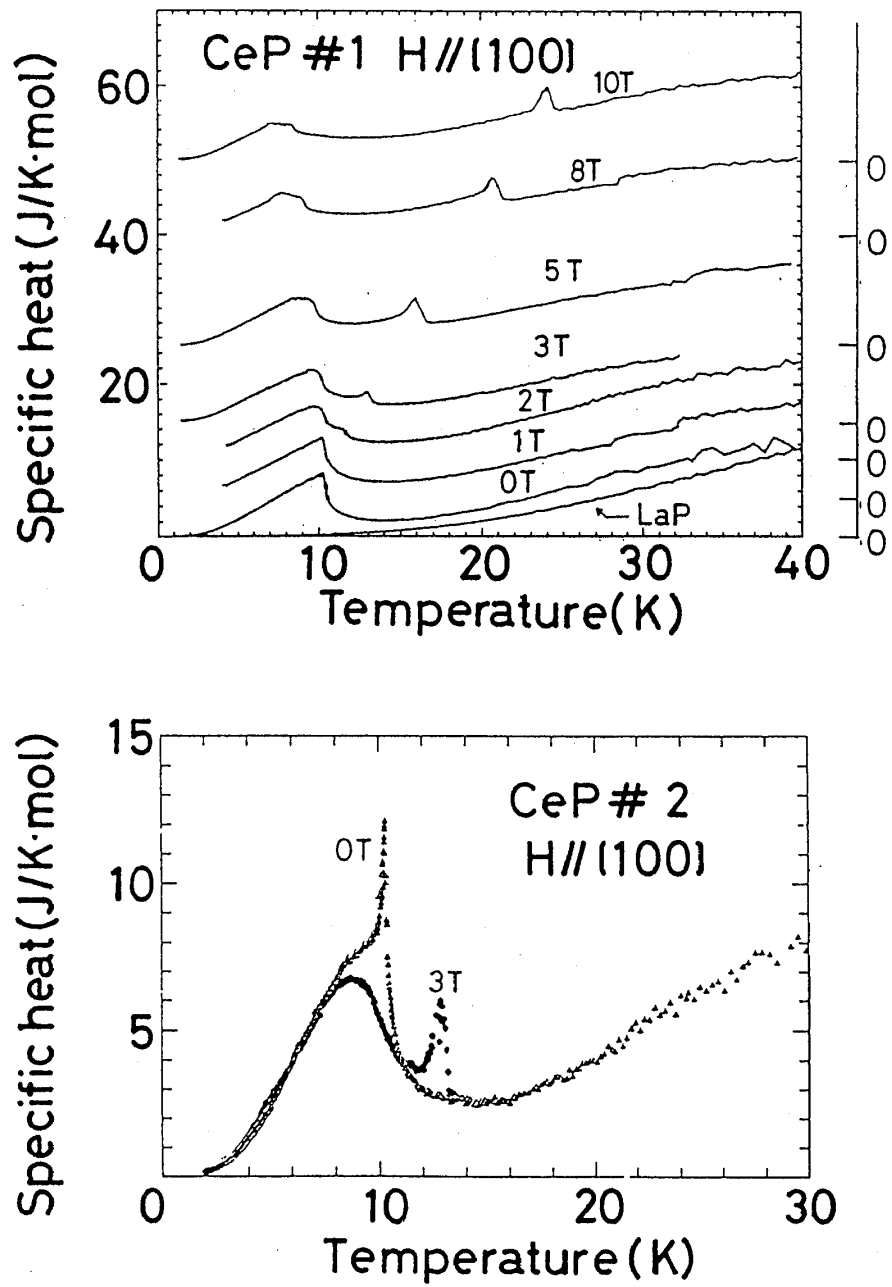 CeP #1 H//(100)
Specific heat (J/K·mol)
60
40
20
10T
8T
5T
3T
2T
1T
0T
LaP
0
0
0
0
0
0
0
0 10 20 30 40
Temperature(K)
CeP # 2
H//(100)
Specific heat (J/K·mol)
15
10
5
0T
3T
0 10 20 30
Temperature(K)